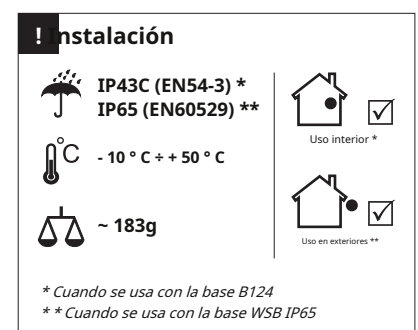 ! Instalación
IP43C (EN54-3) *
IP65 (EN60529) **
°C
- 10 ° C ÷ + 50 ° C
~ 183g
Uso interior *
Uso en exteriores **
* Cuando se usa con la base B124
* * Cuando se usa con la base WSB IP65